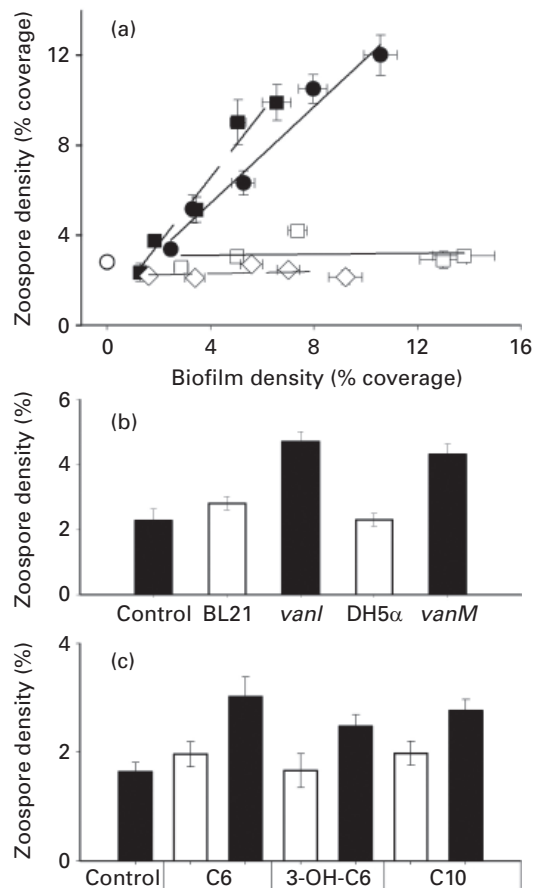 (a)
Zoospore density (% coverage)
12
8
4
0
0 4 8 12 16
Biofilm density (% coverage)
(b)
Zoospore density (%)
6
4
2
0
Control BL21 vanI DH5α vanM
(c)
Zoospore density (%)
4
2
0
Control C6 3-OH-C6 C10